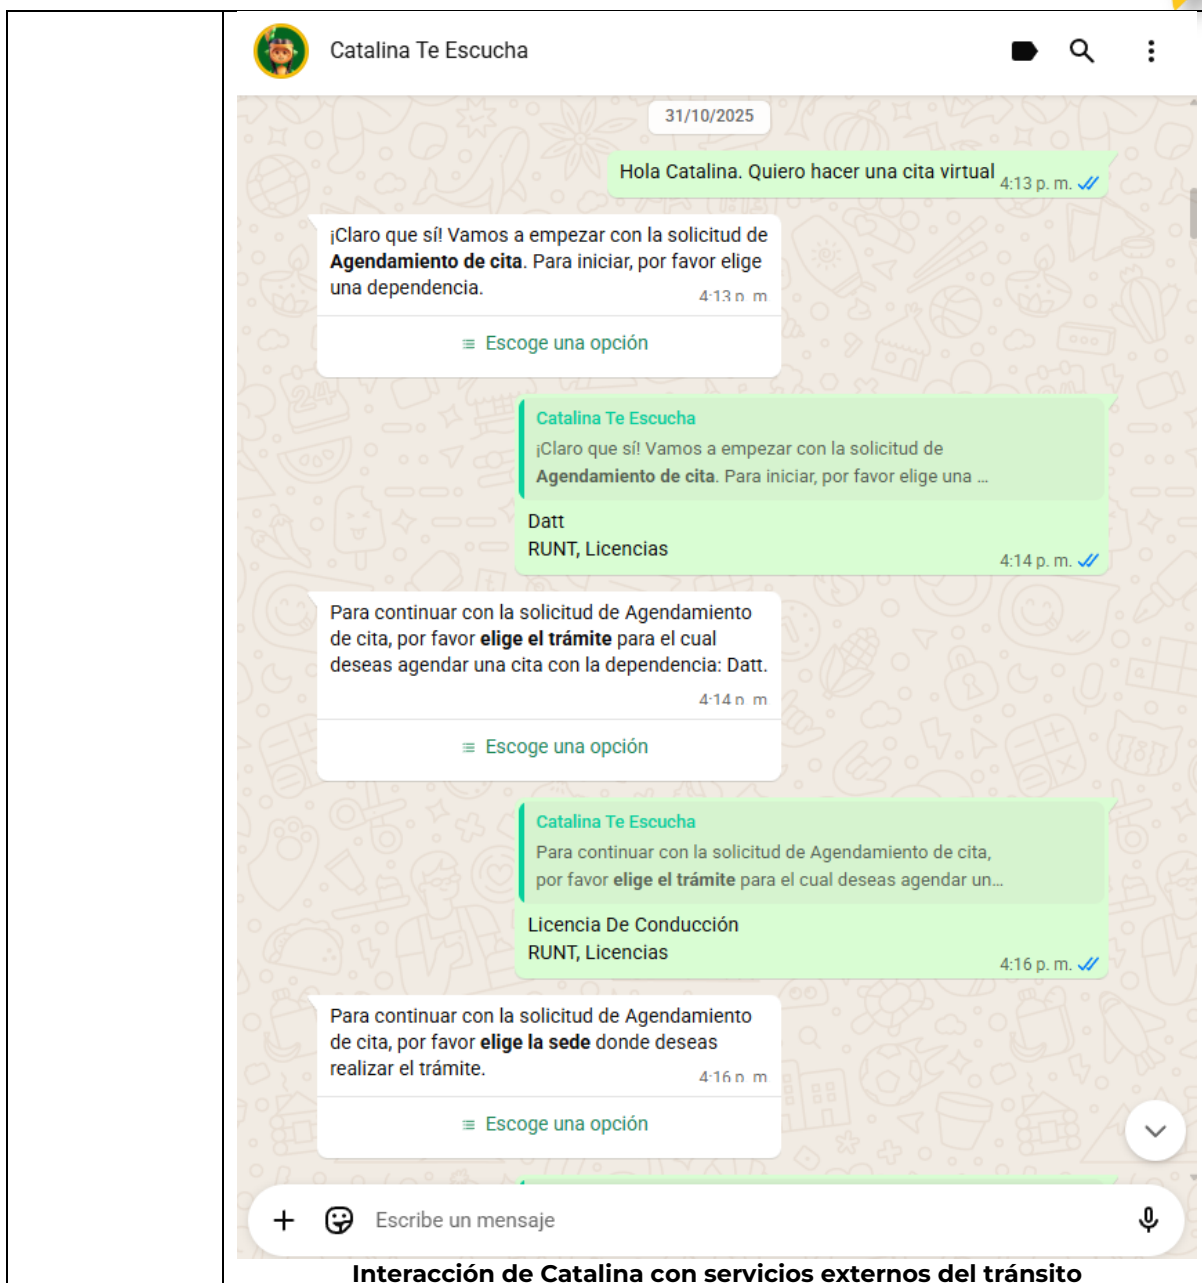 Catalina Te Escucha
31/10/2025
Hola Catalina. Quiero hacer una cita virtual
4:13 p. m.
¡Claro que sí! Vamos a empezar con la solicitud de
Agendamiento de cita. Para iniciar, por favor elige
una dependencia.
4:13 p. m.
Escoge una opción
Catalina Te Escucha
¡Claro que sí! Vamos a empezar con la solicitud de
Agendamiento de cita. Para iniciar, por favor elige una ...
Datt
RUNT, Licencias
4:14 p. m.
Para continuar con la solicitud de Agendamiento
de cita, por favor elige el trámite para el cual
deseas agendar una cita con la dependencia: Datt.
4:14 p. m.
Escoge una opción
Catalina Te Escucha
Para continuar con la solicitud de Agendamiento de cita,
por favor elige el trámite para el cual deseas agendar un...
Licencia De Conducción
RUNT, Licencias
4:16 p. m.
Para continuar con la solicitud de Agendamiento
de cita, por favor elige la sede donde deseas
realizar el trámite.
4:16 p. m.
Escoge una opción
Escribe un mensaje
Interacción de Catalina con servicios externos del tránsito